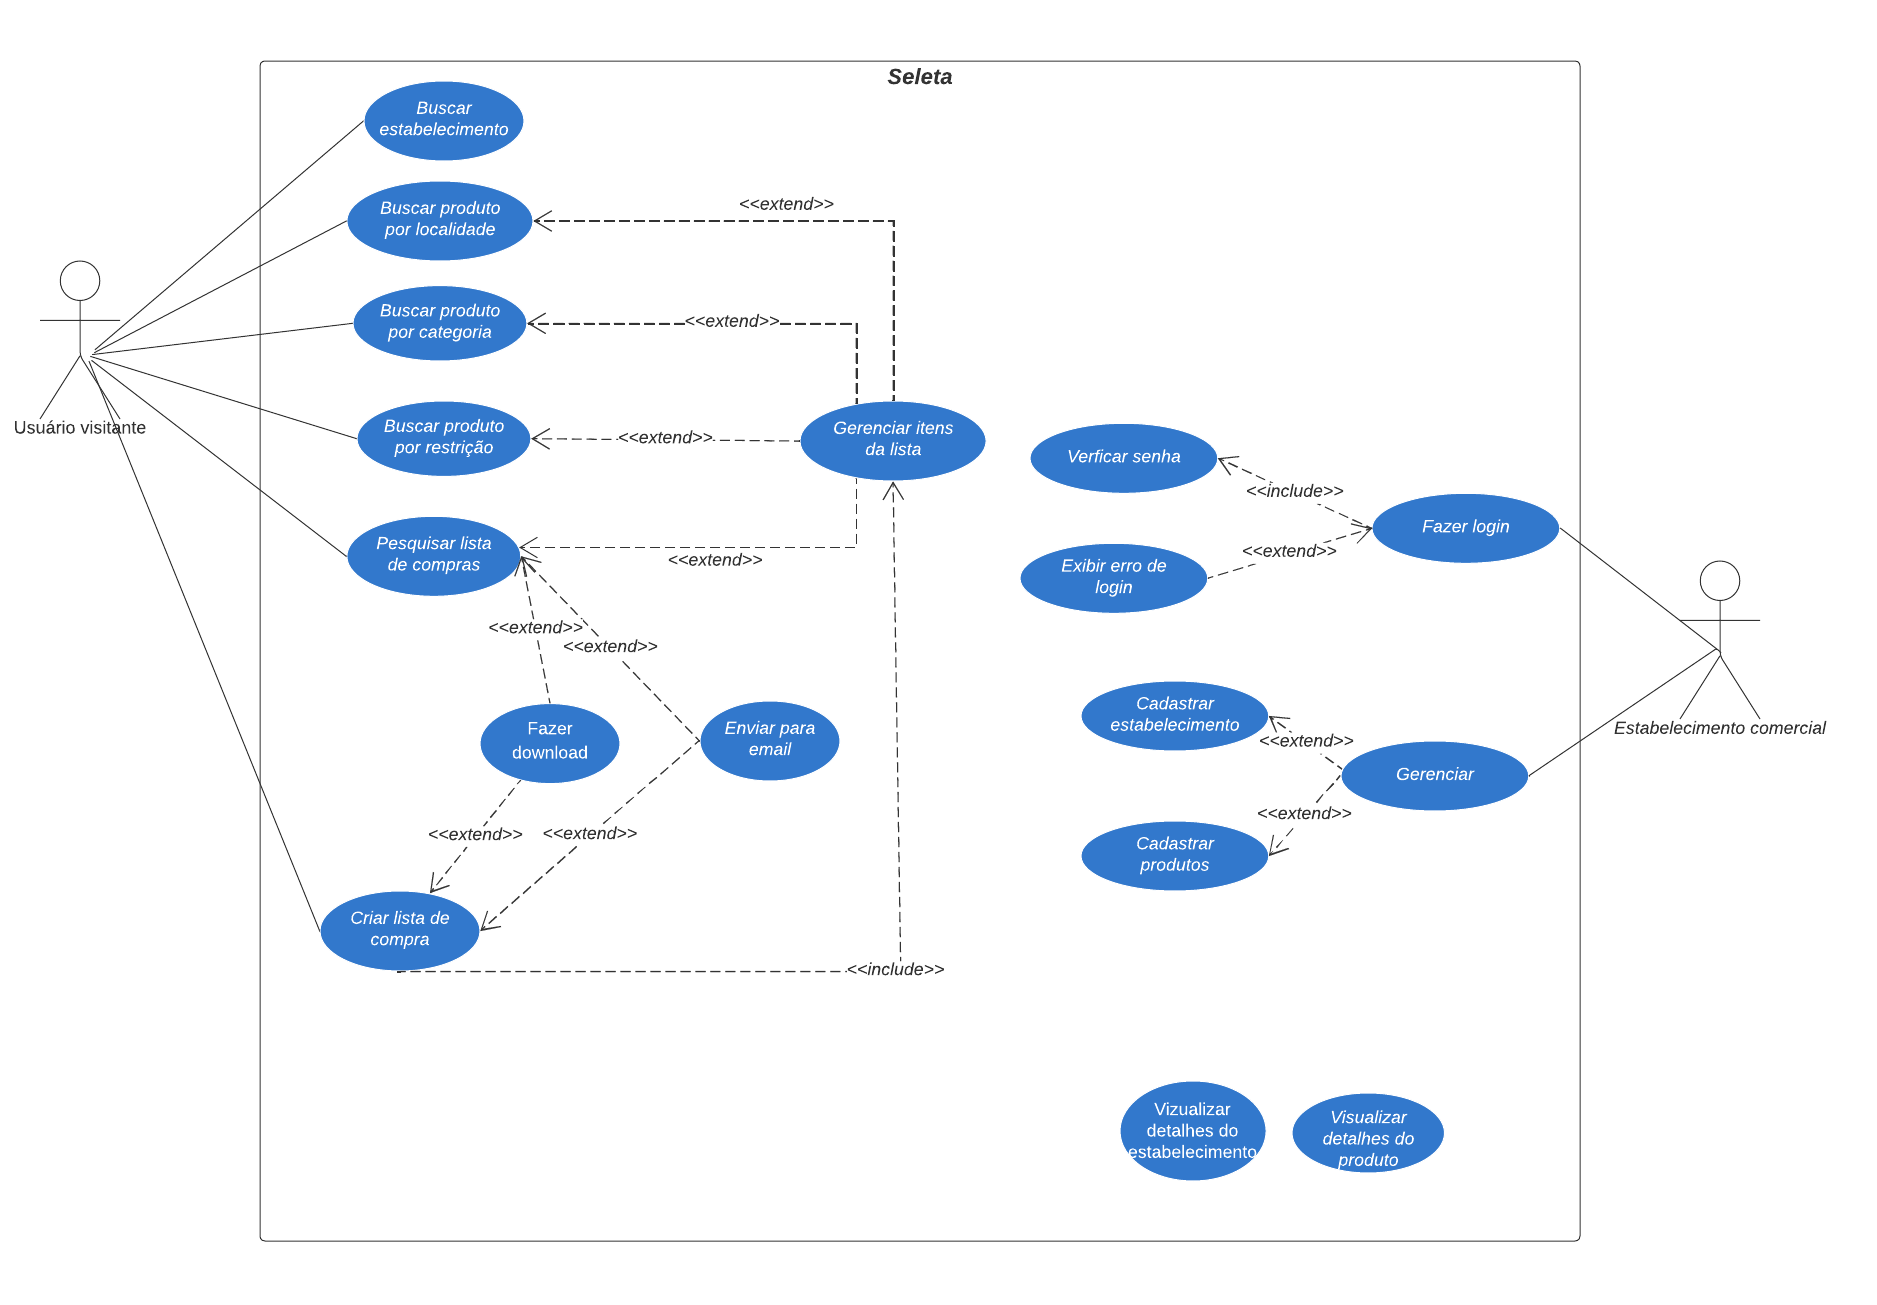 Seleta
Buscar
estabelecimento
Buscar produto
por localidade
<<extend>>
Buscar produto
por categoria
<<extend>>
Usuário visitante
Buscar produto
por restrição
<<extend>>
Gerenciar itens
da lista
Verficar senha
<<include>>
Fazer login
Pesquisar lista
de compras
<<extend>>
<<extend>>
Exibir erro de
login
<<extend>>
<<extend>>
Fazer
download
Enviar para
email
Cadastrar
estabelecimento
<<extend>>
Gerenciar
Estabelecimento comercial
<<extend>>
<<extend>>
<<extend>>
Cadastrar
produtos
Criar lista de
compra
<<include>>
Vizualizar
detalhes do
estabelecimento
Visualizar
detalhes do
produto